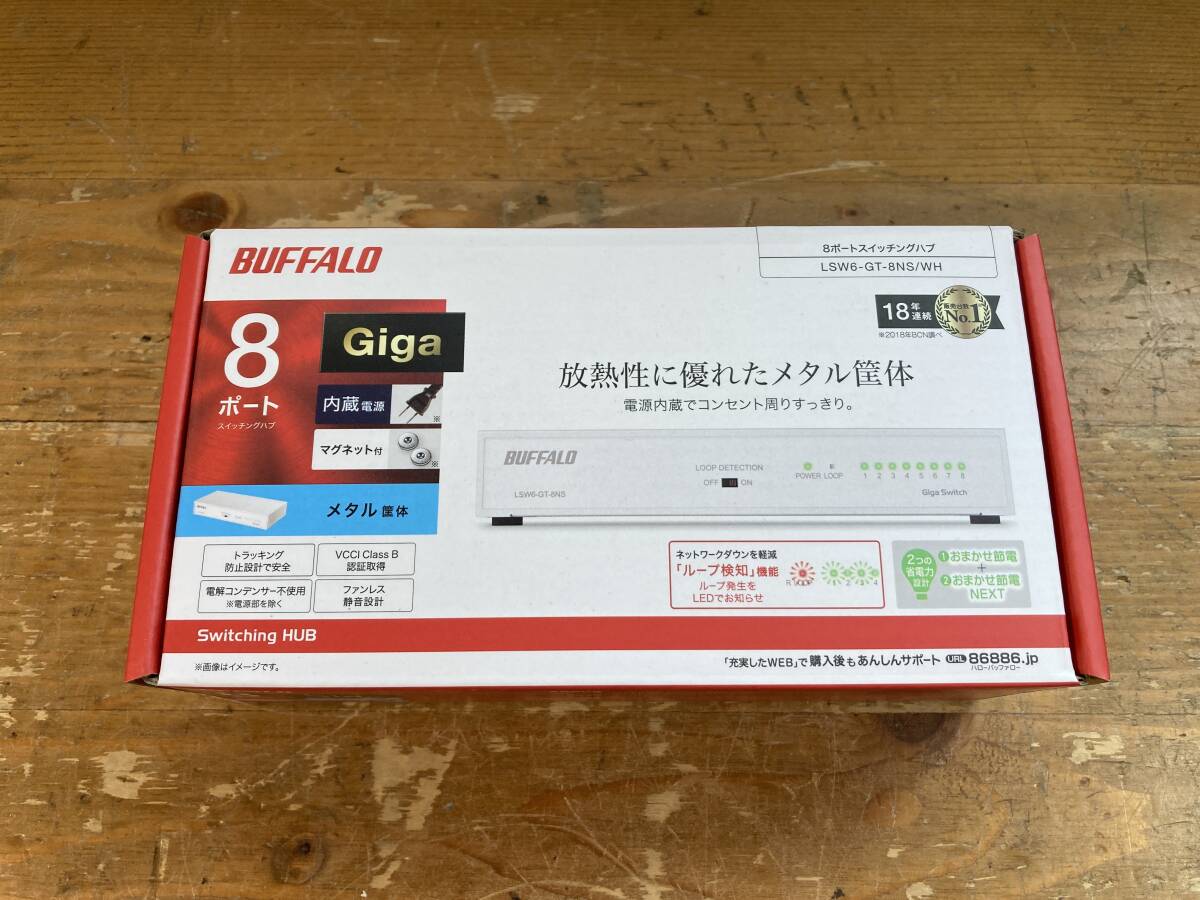 BUFFALO
8ポートスイッチングハブ
LSW6-GT-8NS/WH
18年連続
販売台数
No.1
※2018年BCN調べ
8
ポート
スイッチングハブ
Giga
内蔵電源
※
マグネット付
※
メタル筐体
放熱性に優れたメタル筐体
電源内蔵でコンセント周りすっきり。
BUFFALO
LSW6-GT-8NS
LOOP DETECTION
OFF ON
POWER LOOP
1 2 3 4 5 6 7 8
Giga Switch
トラッキング
防止設計で安全
VCCI Class B
認証取得
電解コンデンサー不使用
※電源部を除く
ファンレス
静音設計
ネットワークダウンを軽減
「ループ検知」機能
ループ発生を
LEDでお知らせ
2つの
省電力
設計
1 おまかせ節電
+
2 おまかせ節電
NEXT
Switching HUB
※画像はイメージです。
「充実したWEB」で購入後もあんしんサポート URL 86886.jp
ハローバッファロー